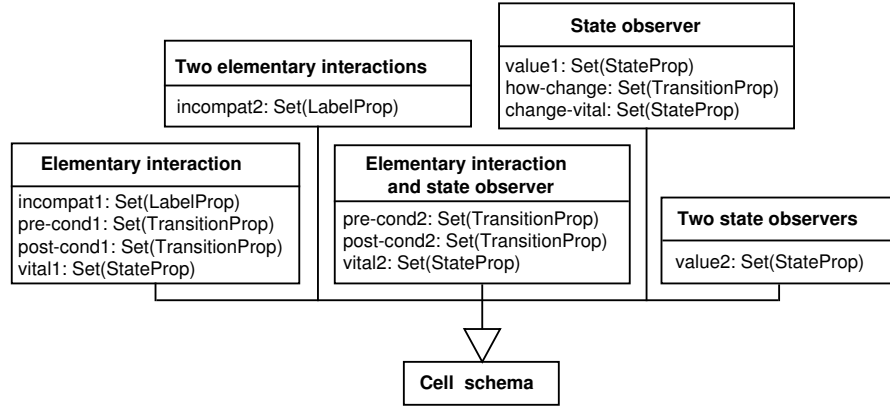 State observer
value1: Set(StateProp)
how-change: Set(TransitionProp)
change-vital: Set(StateProp)
Two elementary interactions
incompat2: Set(LabelProp)
Elementary interaction
incompat1: Set(LabelProp)
pre-cond1: Set(TransitionProp)
post-cond1: Set(TransitionProp)
vital1: Set(StateProp)
Elementary interaction
and state observer
pre-cond2: Set(TransitionProp)
post-cond2: Set(TransitionProp)
vital2: Set(StateProp)
Two state observers
value2: Set(StateProp)
Cell schema